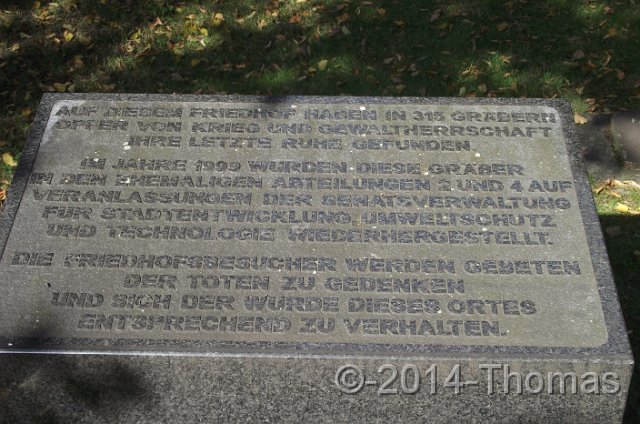 AUF DIESEM FRIEDHOF HABEN IN 315 GRÄBERN
OPFER VON KRIEG UND GEWALTHERRSCHAFT
IHRE LETZTE RUHE GEFUNDEN.
IM JAHRE 1999 WURDEN DIESE GRÄBER
IN DEN EHEMALIGEN ABTEILUNGEN 2 UND 4 AUF
VERANLASSUNGEN DER SENATSVERWALTUNG
FÜR STADTENTWICKLUNG, UMWELTSCHUTZ
UND TECHNOLOGIE WIEDERHERGESTELLT.
DIE FRIEDHOFSBESUCHER WERDEN GEBETEN
DER TOTEN ZU GEDENKEN
UND SICH DER WÜRDE DIESES ORTES
ENTSPRECHEND ZU VERHALTEN.
©-2014-Thomas